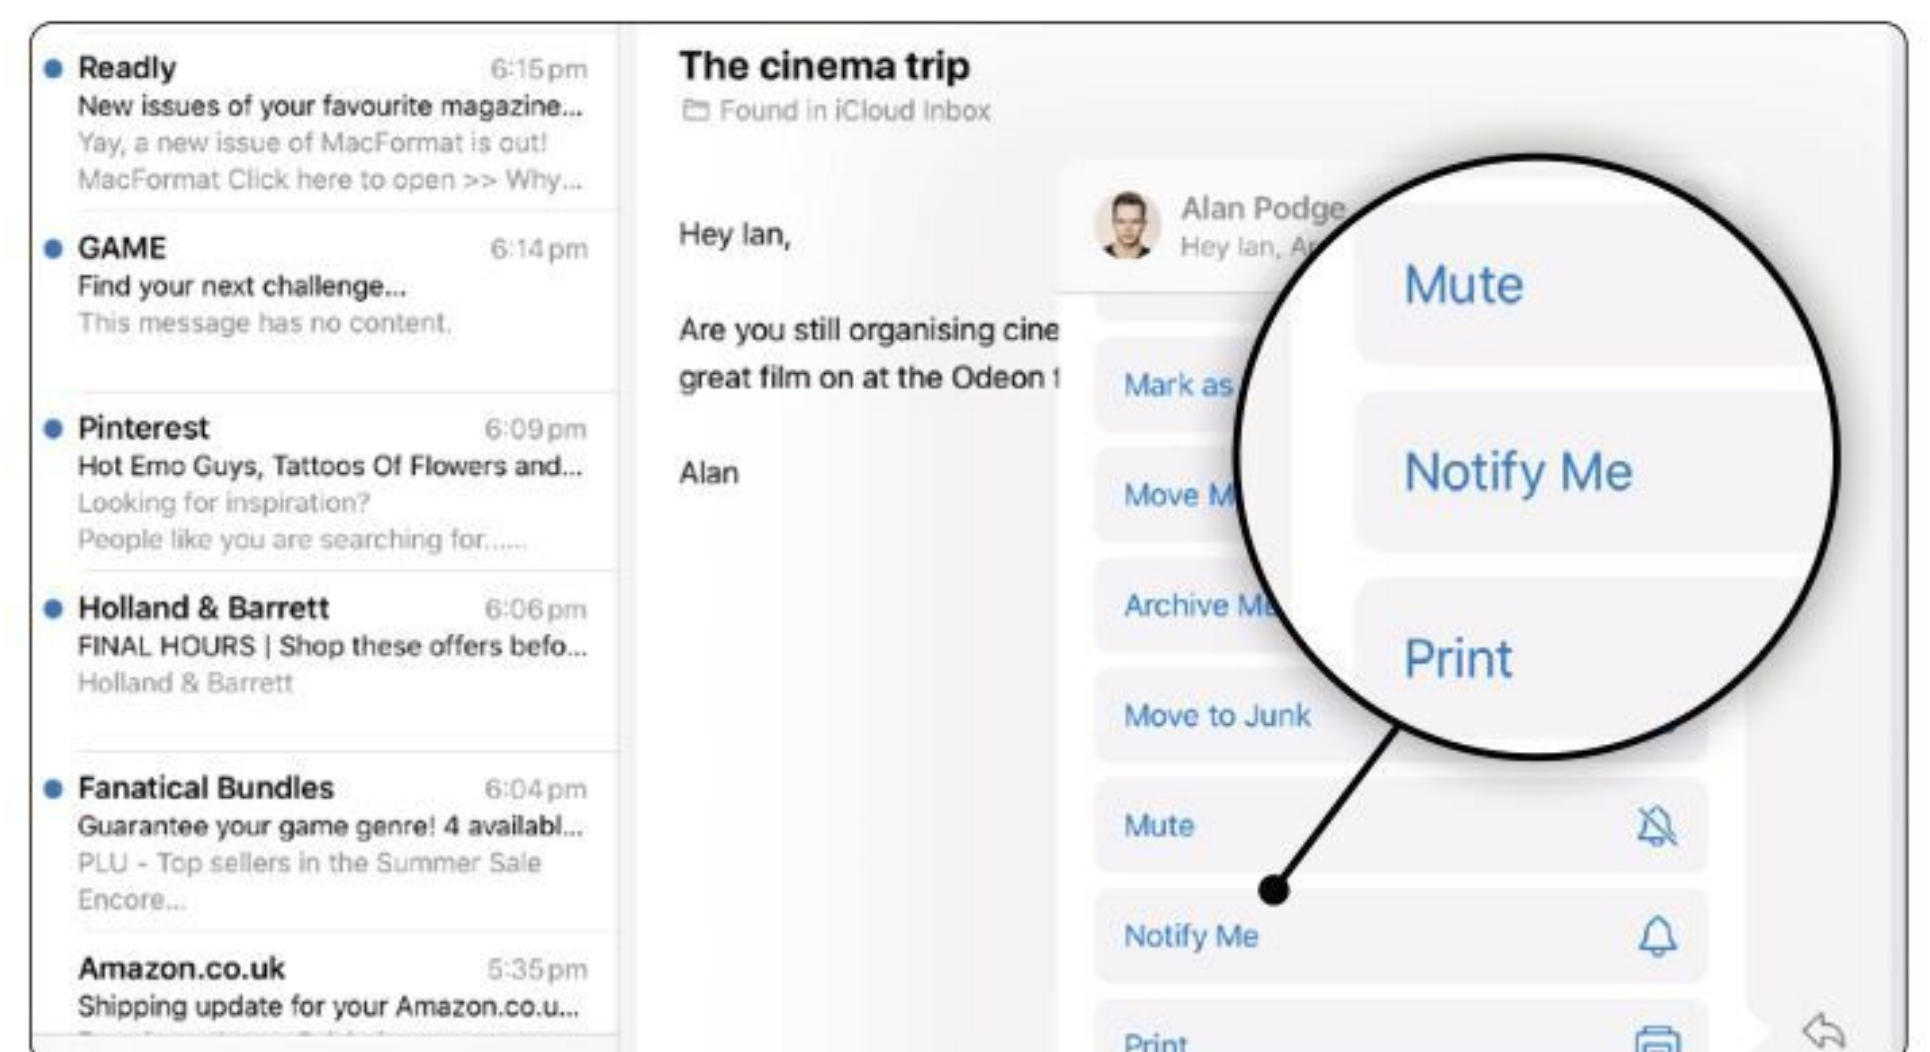 Readly 6:15pm
New issues of your favourite magazine...
Yay, a new issue of MacFormat is out!
MacFormat Click here to open >> Why...
GAME 6:14pm
Find your next challenge...
This message has no content.
Pinterest 6:09pm
Hot Emo Guys, Tattoos Of Flowers and...
Looking for inspiration?
People like you are searching for......
Holland & Barrett 6:06pm
FINAL HOURS | Shop these offers befo...
Holland & Barrett
Fanatical Bundles 6:04pm
Guarantee your game genre! 4 availabl...
PLU - Top sellers in the Summer Sale
Encore...
Amazon.co.uk 5:35pm
Shipping update for your Amazon.co.u...
The cinema trip
Found in iCloud Inbox
Hey Ian,
Are you still organising cine
great film on at the Odeon
Alan
Alan Podge
Hey Ian,
Mark as
Move
Archive
Move to Junk
Mute
Notify Me
Print
Mute
Notify Me
Print